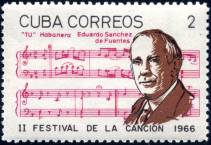 CUBA CORREOS 2
"TU" Habanera Eduardo Sanchez
de Fuentes
II FESTIVAL DE LA CANCION 1966